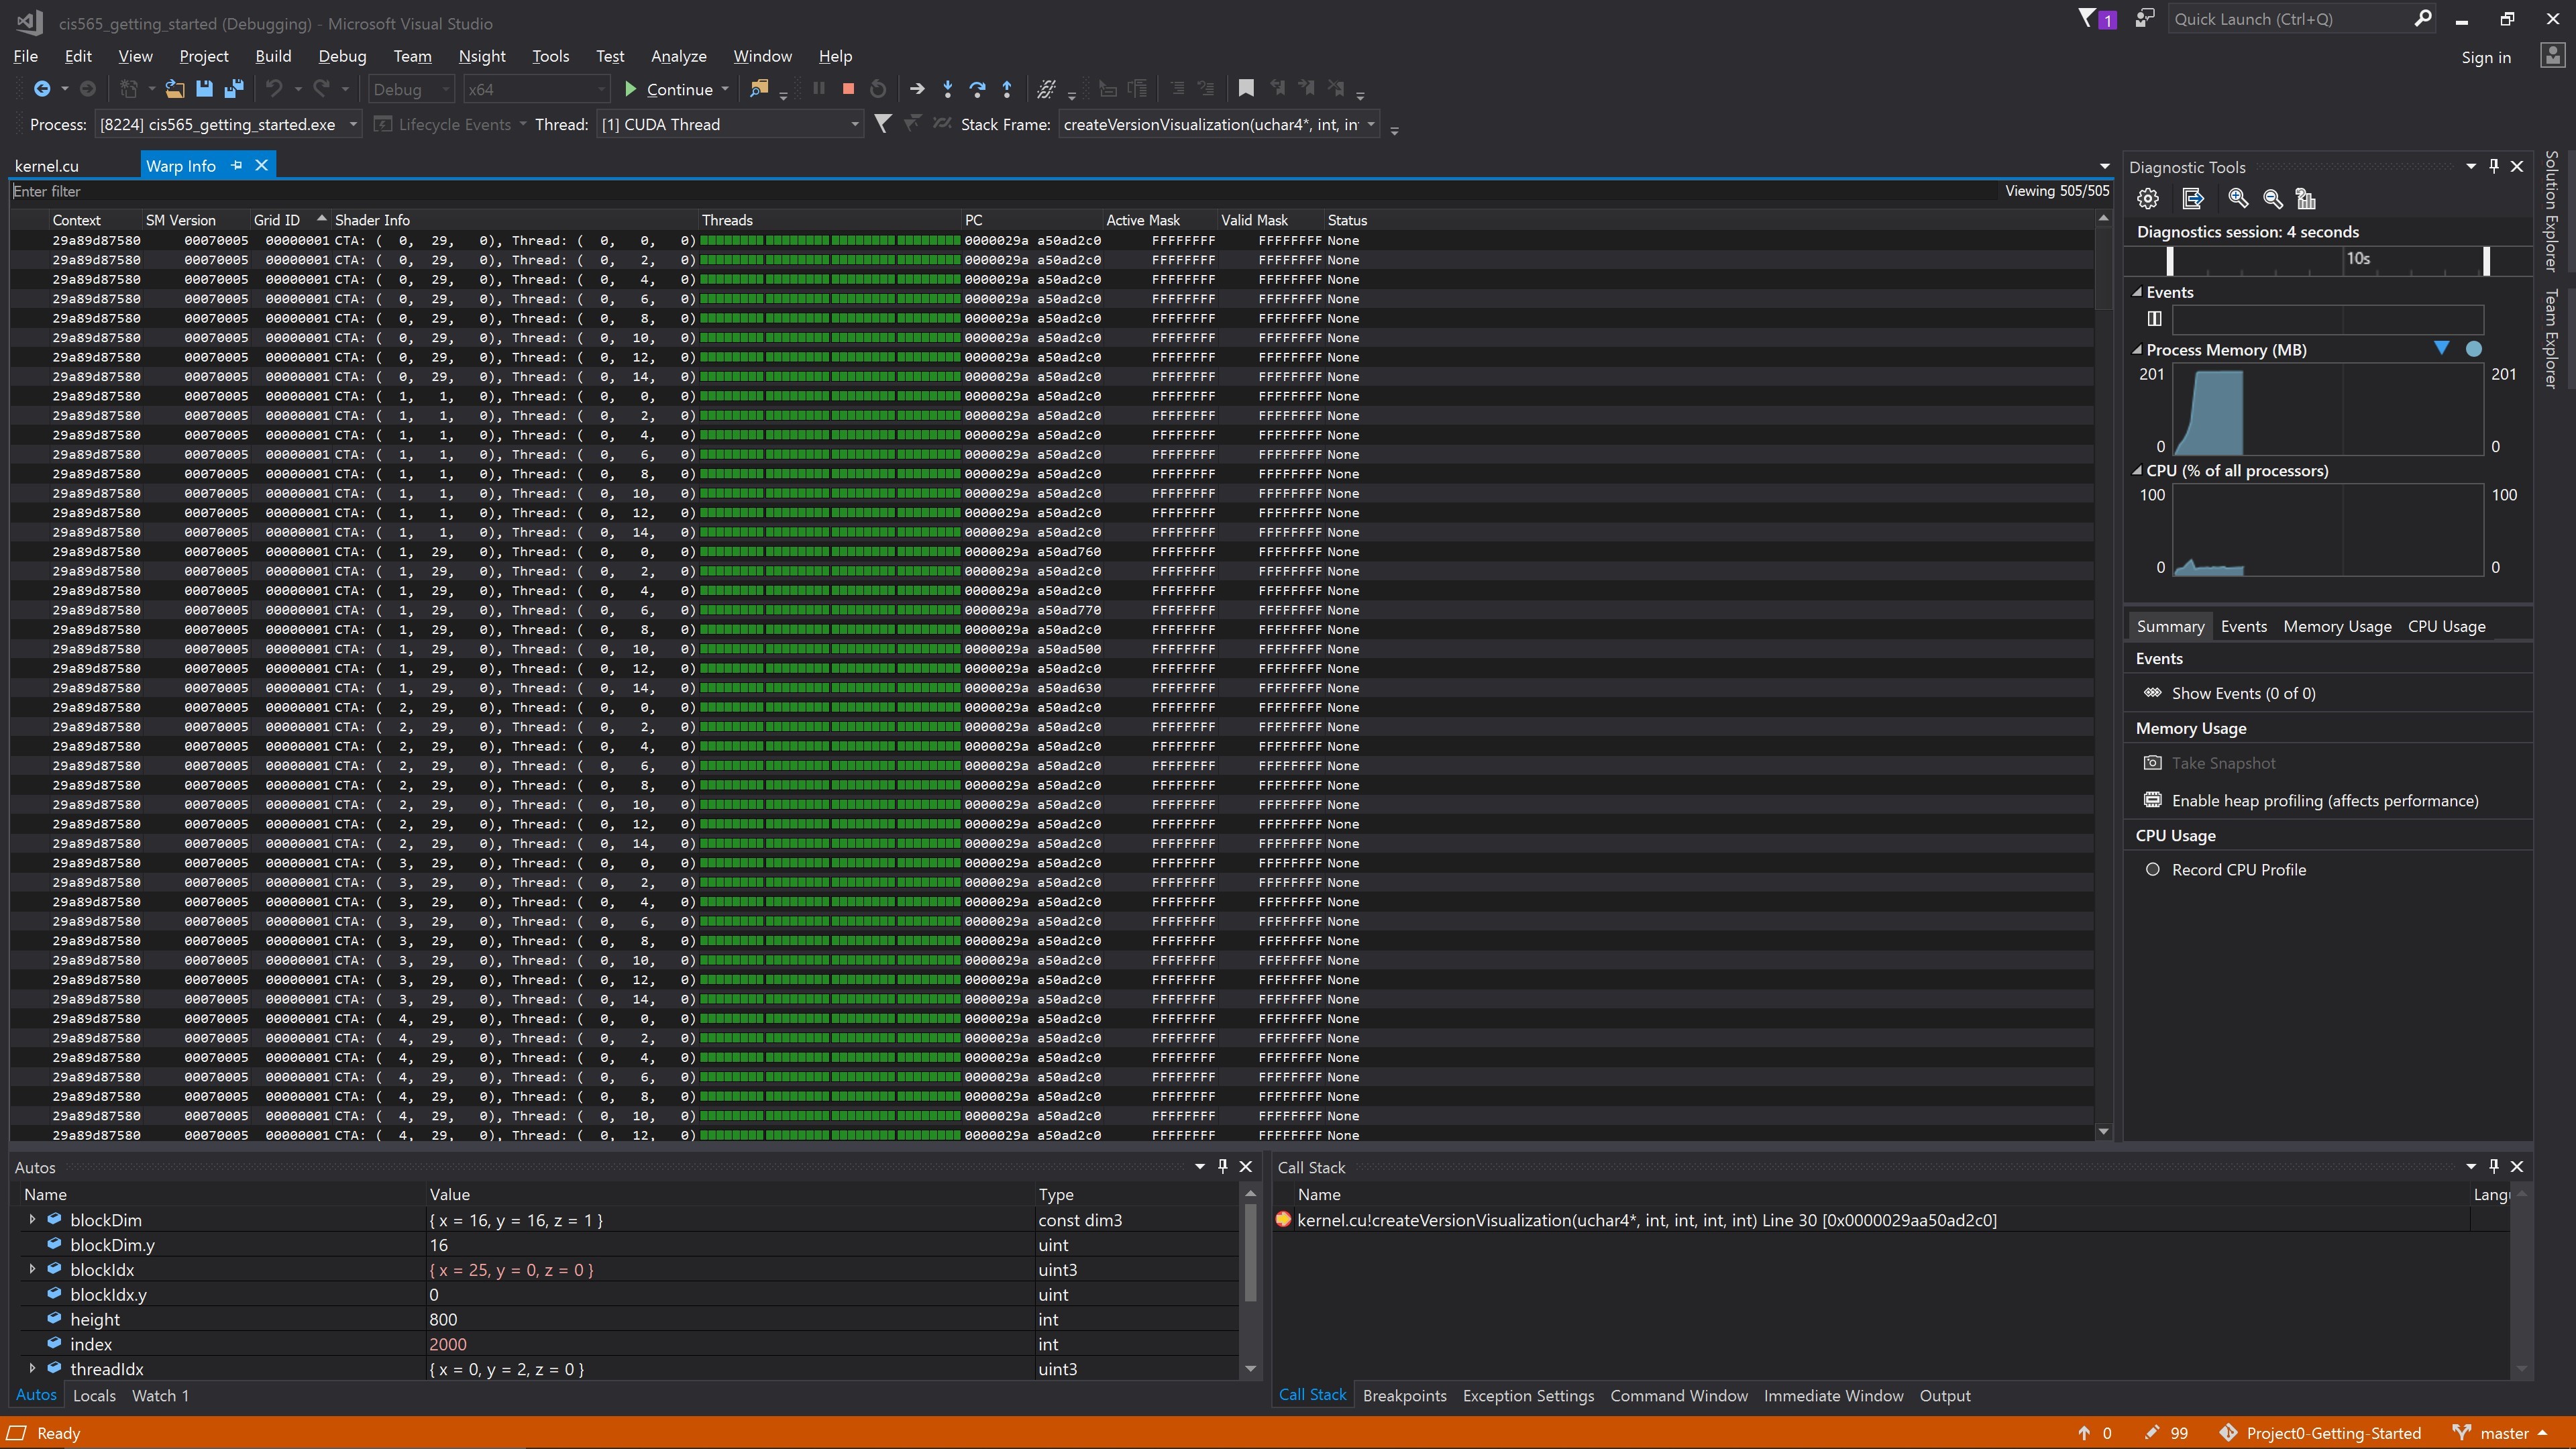 cis565_getting_started (Debugging) - Microsoft Visual Studio
1
Quick Launch (Ctrl+Q)
File Edit View Project Build Debug Team Nsight Tools Test Analyze Window Help
Sign in
Debug x64 Continue
Process: [8224] cis565_getting_started.exe Lifecycle Events Thread: [1] CUDA Thread Stack Frame: createVersionVisualization(uchar4*, int, in
kernel.cu Warp Info
Enter filter Viewing 505/505
Context SM Version Grid ID Shader Info Threads PC Active Mask Valid Mask Status
29a89d87580 00070005 00000001 CTA: ( 0, 29, 0), Thread: ( 0, 0, 0) 0000029a a50ad2c0 FFFFFFFF FFFFFFFF None
29a89d87580 00070005 00000001 CTA: ( 0, 29, 0), Thread: ( 0, 2, 0) 0000029a a50ad2c0 FFFFFFFF FFFFFFFF None
29a89d87580 00070005 00000001 CTA: ( 0, 29, 0), Thread: ( 0, 4, 0) 0000029a a50ad2c0 FFFFFFFF FFFFFFFF None
29a89d87580 00070005 00000001 CTA: ( 0, 29, 0), Thread: ( 0, 6, 0) 0000029a a50ad2c0 FFFFFFFF FFFFFFFF None
29a89d87580 00070005 00000001 CTA: ( 0, 29, 0), Thread: ( 0, 8, 0) 0000029a a50ad2c0 FFFFFFFF FFFFFFFF None
29a89d87580 00070005 00000001 CTA: ( 0, 29, 0), Thread: ( 0, 10, 0) 0000029a a50ad2c0 FFFFFFFF FFFFFFFF None
29a89d87580 00070005 00000001 CTA: ( 0, 29, 0), Thread: ( 0, 12, 0) 0000029a a50ad2c0 FFFFFFFF FFFFFFFF None
29a89d87580 00070005 00000001 CTA: ( 0, 29, 0), Thread: ( 0, 14, 0) 0000029a a50ad2c0 FFFFFFFF FFFFFFFF None
29a89d87580 00070005 00000001 CTA: ( 1, 1, 0), Thread: ( 0, 0, 0) 0000029a a50ad2c0 FFFFFFFF FFFFFFFF None
29a89d87580 00070005 00000001 CTA: ( 1, 1, 0), Thread: ( 0, 2, 0) 0000029a a50ad2c0 FFFFFFFF FFFFFFFF None
29a89d87580 00070005 00000001 CTA: ( 1, 1, 0), Thread: ( 0, 4, 0) 0000029a a50ad2c0 FFFFFFFF FFFFFFFF None
29a89d87580 00070005 00000001 CTA: ( 1, 1, 0), Thread: ( 0, 6, 0) 0000029a a50ad2c0 FFFFFFFF FFFFFFFF None
29a89d87580 00070005 00000001 CTA: ( 1, 1, 0), Thread: ( 0, 8, 0) 0000029a a50ad2c0 FFFFFFFF FFFFFFFF None
29a89d87580 00070005 00000001 CTA: ( 1, 1, 0), Thread: ( 0, 10, 0) 0000029a a50ad2c0 FFFFFFFF FFFFFFFF None
29a89d87580 00070005 00000001 CTA: ( 1, 1, 0), Thread: ( 0, 12, 0) 0000029a a50ad2c0 FFFFFFFF FFFFFFFF None
29a89d87580 00070005 00000001 CTA: ( 1, 1, 0), Thread: ( 0, 14, 0) 0000029a a50ad2c0 FFFFFFFF FFFFFFFF None
29a89d87580 00070005 00000001 CTA: ( 1, 29, 0), Thread: ( 0, 0, 0) 0000029a a50ad760 FFFFFFFF FFFFFFFF None
29a89d87580 00070005 00000001 CTA: ( 1, 29, 0), Thread: ( 0, 2, 0) 0000029a a50ad2c0 FFFFFFFF FFFFFFFF None
29a89d87580 00070005 00000001 CTA: ( 1, 29, 0), Thread: ( 0, 4, 0) 0000029a a50ad2c0 FFFFFFFF FFFFFFFF None
29a89d87580 00070005 00000001 CTA: ( 1, 29, 0), Thread: ( 0, 6, 0) 0000029a a50ad770 FFFFFFFF FFFFFFFF None
29a89d87580 00070005 00000001 CTA: ( 1, 29, 0), Thread: ( 0, 8, 0) 0000029a a50ad2c0 FFFFFFFF FFFFFFFF None
29a89d87580 00070005 00000001 CTA: ( 1, 29, 0), Thread: ( 0, 10, 0) 0000029a a50ad500 FFFFFFFF FFFFFFFF None
29a89d87580 00070005 00000001 CTA: ( 1, 29, 0), Thread: ( 0, 12, 0) 0000029a a50ad2c0 FFFFFFFF FFFFFFFF None
29a89d87580 00070005 00000001 CTA: ( 1, 29, 0), Thread: ( 0, 14, 0) 0000029a a50ad630 FFFFFFFF FFFFFFFF None
29a89d87580 00070005 00000001 CTA: ( 2, 29, 0), Thread: ( 0, 0, 0) 0000029a a50ad2c0 FFFFFFFF FFFFFFFF None
29a89d87580 00070005 00000001 CTA: ( 2, 29, 0), Thread: ( 0, 2, 0) 0000029a a50ad2c0 FFFFFFFF FFFFFFFF None
29a89d87580 00070005 00000001 CTA: ( 2, 29, 0), Thread: ( 0, 4, 0) 0000029a a50ad2c0 FFFFFFFF FFFFFFFF None
29a89d87580 00070005 00000001 CTA: ( 2, 29, 0), Thread: ( 0, 6, 0) 0000029a a50ad2c0 FFFFFFFF FFFFFFFF None
29a89d87580 00070005 00000001 CTA: ( 2, 29, 0), Thread: ( 0, 8, 0) 0000029a a50ad2c0 FFFFFFFF FFFFFFFF None
29a89d87580 00070005 00000001 CTA: ( 2, 29, 0), Thread: ( 0, 10, 0) 0000029a a50ad2c0 FFFFFFFF FFFFFFFF None
29a89d87580 00070005 00000001 CTA: ( 2, 29, 0), Thread: ( 0, 12, 0) 0000029a a50ad2c0 FFFFFFFF FFFFFFFF None
29a89d87580 00070005 00000001 CTA: ( 2, 29, 0), Thread: ( 0, 14, 0) 0000029a a50ad2c0 FFFFFFFF FFFFFFFF None
29a89d87580 00070005 00000001 CTA: ( 3, 29, 0), Thread: ( 0, 0, 0) 0000029a a50ad2c0 FFFFFFFF FFFFFFFF None
29a89d87580 00070005 00000001 CTA: ( 3, 29, 0), Thread: ( 0, 2, 0) 0000029a a50ad2c0 FFFFFFFF FFFFFFFF None
29a89d87580 00070005 00000001 CTA: ( 3, 29, 0), Thread: ( 0, 4, 0) 0000029a a50ad2c0 FFFFFFFF FFFFFFFF None
29a89d87580 00070005 00000001 CTA: ( 3, 29, 0), Thread: ( 0, 6, 0) 0000029a a50ad2c0 FFFFFFFF FFFFFFFF None
29a89d87580 00070005 00000001 CTA: ( 3, 29, 0), Thread: ( 0, 8, 0) 0000029a a50ad2c0 FFFFFFFF FFFFFFFF None
29a89d87580 00070005 00000001 CTA: ( 3, 29, 0), Thread: ( 0, 10, 0) 0000029a a50ad2c0 FFFFFFFF FFFFFFFF None
29a89d87580 00070005 00000001 CTA: ( 3, 29, 0), Thread: ( 0, 12, 0) 0000029a a50ad2c0 FFFFFFFF FFFFFFFF None
29a89d87580 00070005 00000001 CTA: ( 3, 29, 0), Thread: ( 0, 14, 0) 0000029a a50ad2c0 FFFFFFFF FFFFFFFF None
29a89d87580 00070005 00000001 CTA: ( 4, 29, 0), Thread: ( 0, 0, 0) 0000029a a50ad2c0 FFFFFFFF FFFFFFFF None
29a89d87580 00070005 00000001 CTA: ( 4, 29, 0), Thread: ( 0, 2, 0) 0000029a a50ad2c0 FFFFFFFF FFFFFFFF None
29a89d87580 00070005 00000001 CTA: ( 4, 29, 0), Thread: ( 0, 4, 0) 0000029a a50ad2c0 FFFFFFFF FFFFFFFF None
29a89d87580 00070005 00000001 CTA: ( 4, 29, 0), Thread: ( 0, 6, 0) 0000029a a50ad2c0 FFFFFFFF FFFFFFFF None
29a89d87580 00070005 00000001 CTA: ( 4, 29, 0), Thread: ( 0, 8, 0) 0000029a a50ad2c0 FFFFFFFF FFFFFFFF None
29a89d87580 00070005 00000001 CTA: ( 4, 29, 0), Thread: ( 0, 10, 0) 0000029a a50ad2c0 FFFFFFFF FFFFFFFF None
29a89d87580 00070005 00000001 CTA: ( 4, 29, 0), Thread: ( 0, 12, 0) 0000029a a50ad2c0 FFFFFFFF FFFFFFFF None
Diagnostic Tools
Diagnostics session: 4 seconds
10s
Events
Process Memory (MB)
201 201
0 0
CPU (% of all processors)
100 100
0 0
Summary Events Memory Usage CPU Usage
Events
Show Events (0 of 0)
Memory Usage
Take Snapshot
Enable heap profiling (affects performance)
CPU Usage
Record CPU Profile
Solution Explorer
Team Explorer
Autos
Name Value Type
blockDim { x = 16, y = 16, z = 1 } const dim3
blockDim.y 16 uint
blockIdx { x = 25, y = 0, z = 0 } uint3
blockIdx.y 0 uint
height 800 int
index 2000 int
threadIdx { x = 0, y = 2, z = 0 } uint3
Autos Locals Watch 1
Call Stack
Name Langu
kernel.cu!createVersionVisualization(uchar4*, int, int, int, int) Line 30 [0x0000029aa50ad2c0]
Call Stack Breakpoints Exception Settings Command Window Immediate Window Output
Ready 0 99 Project0-Getting-Started master